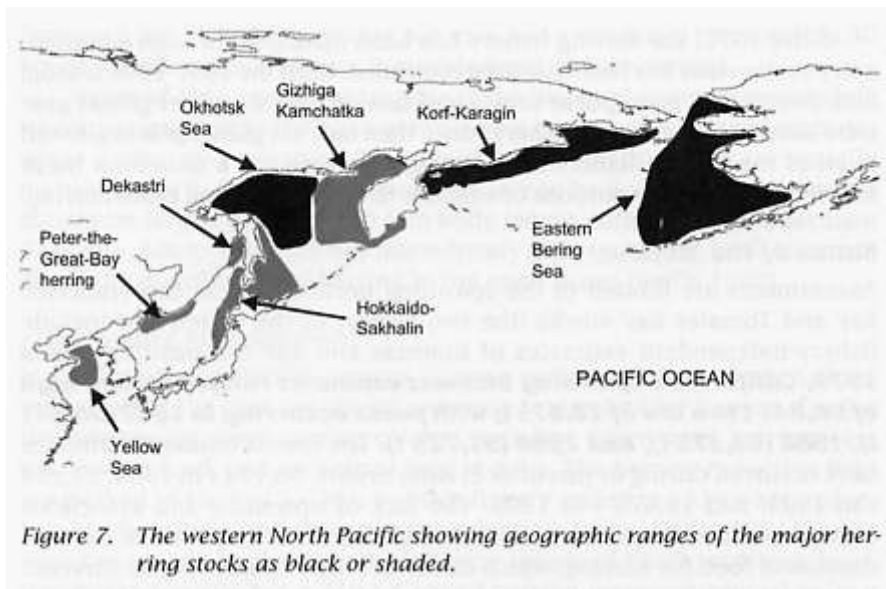 Gizhiga
Kamchatka
Okhotsk
Sea
Korf-Karagin
Dekastri
Peter-the-
Great-Bay
herring
Eastern
Bering
Sea
Hokkaido-
Sakhalin
PACIFIC OCEAN
Yellow
Sea
Figure 7. The western North Pacific showing geographic ranges of the major her-
ring stocks as black or shaded.